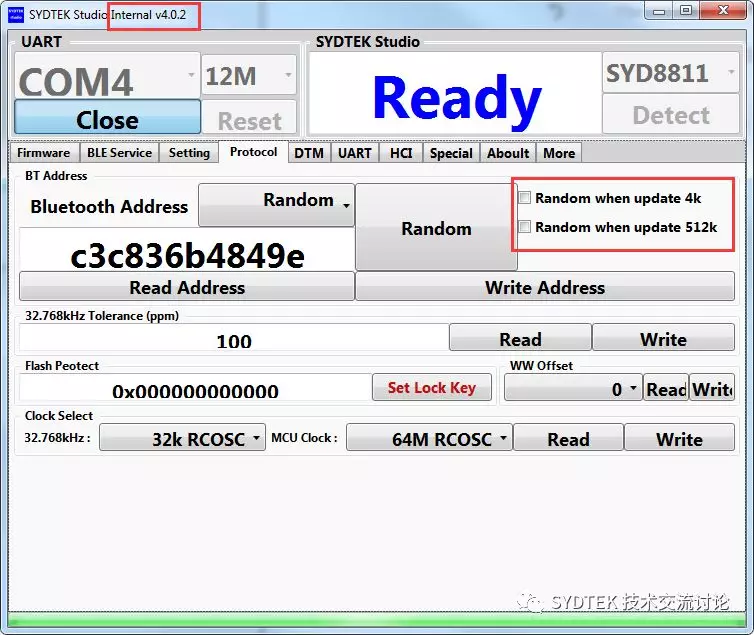 SYDTEK Studio Internal v4.0.2
UART
SYDTEK Studio
COM4
12M
Ready
SYD8811
Close
Reset
Detect
Firmware BLE Service Setting Protocol DTM UART HCI Special Aboult More
BT Address
Bluetooth Address
Random
Random
Random when update 4k
Random when update 512k
c3c836b4849e
Read Address
Write Address
32.768kHz Tolerance (ppm)
100
Read
Write
Flash Peotect
WW Offset
0x000000000000
Set Lock Key
0
Read
Write
Clock Select
32.768kHz :
32k RCOSC
MCU Clock :
64M RCOSC
Read
Write
SYDTEK 技术交流讨论